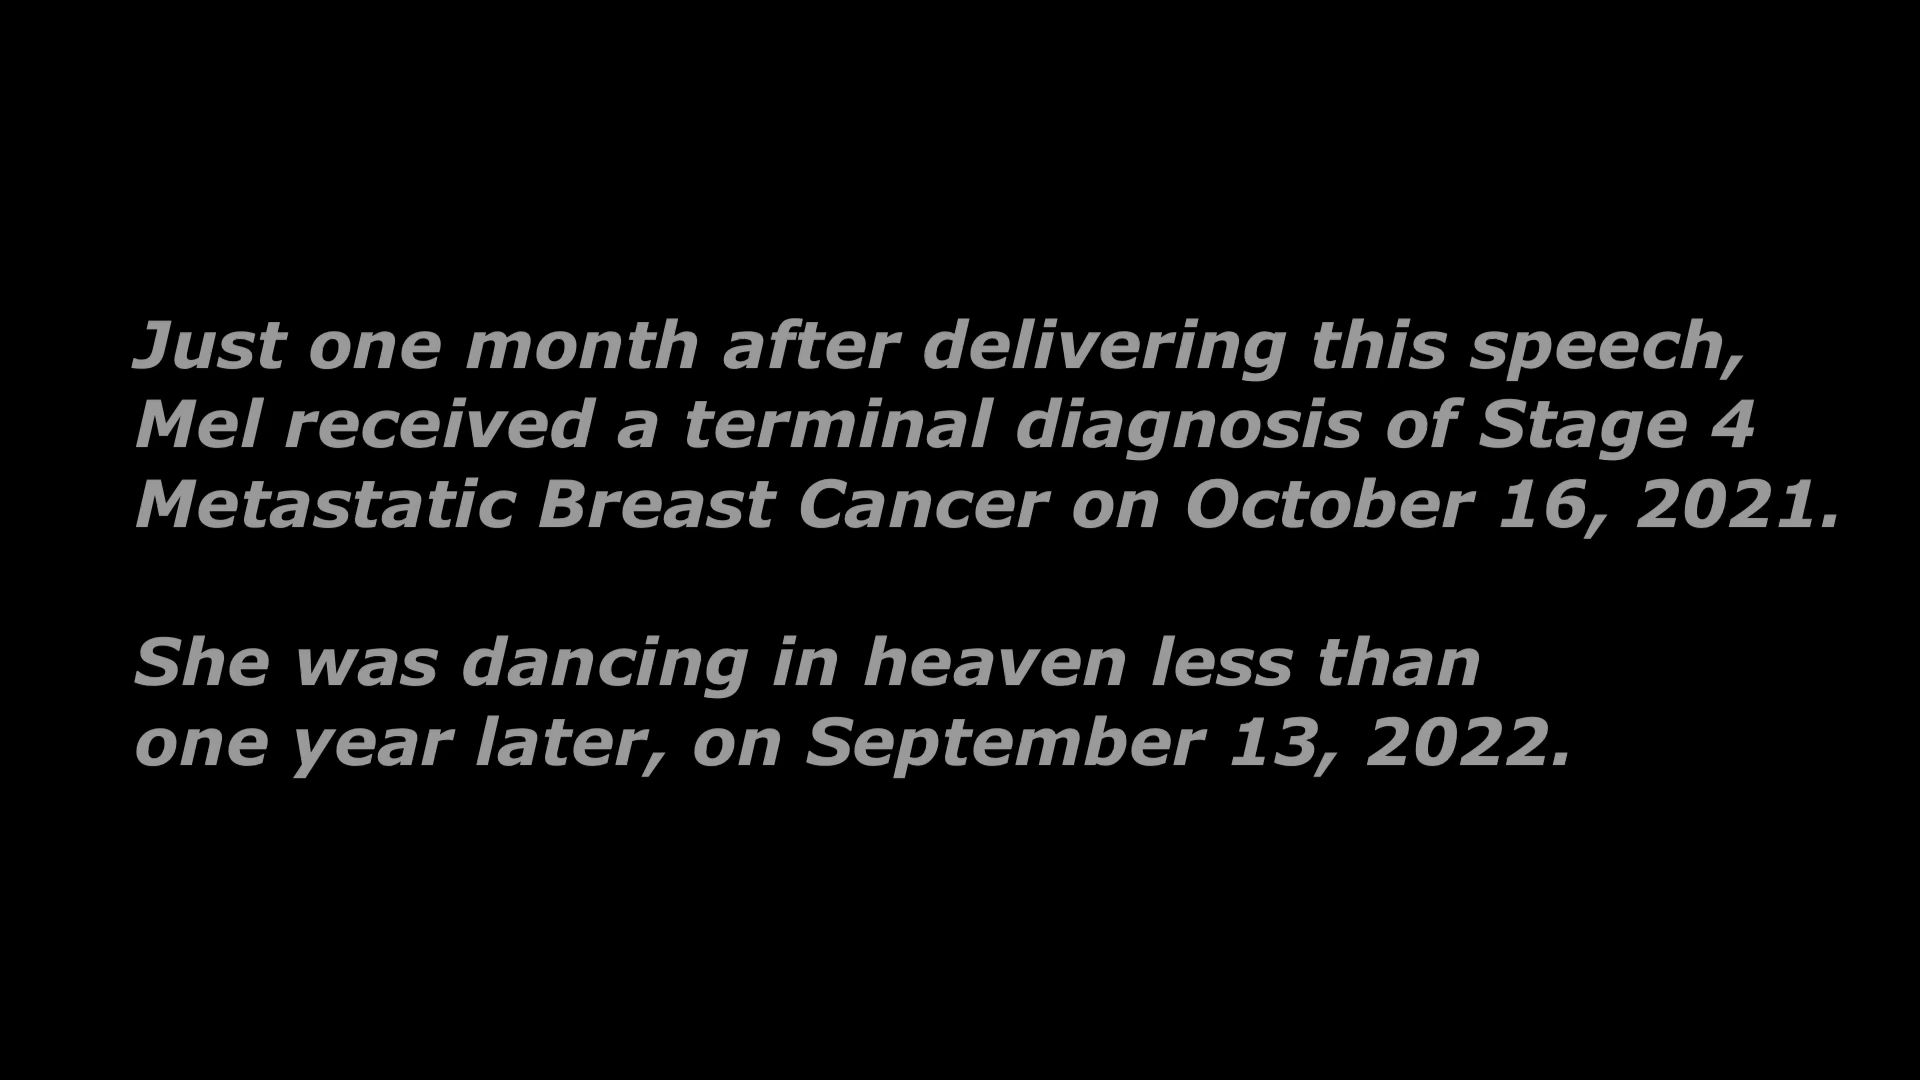 Just one month after delivering this speech,
Mel received a terminal diagnosis of Stage 4
Metastatic Breast Cancer on October 16, 2021.
She was dancing in heaven less than
one year later, on September 13, 2022.